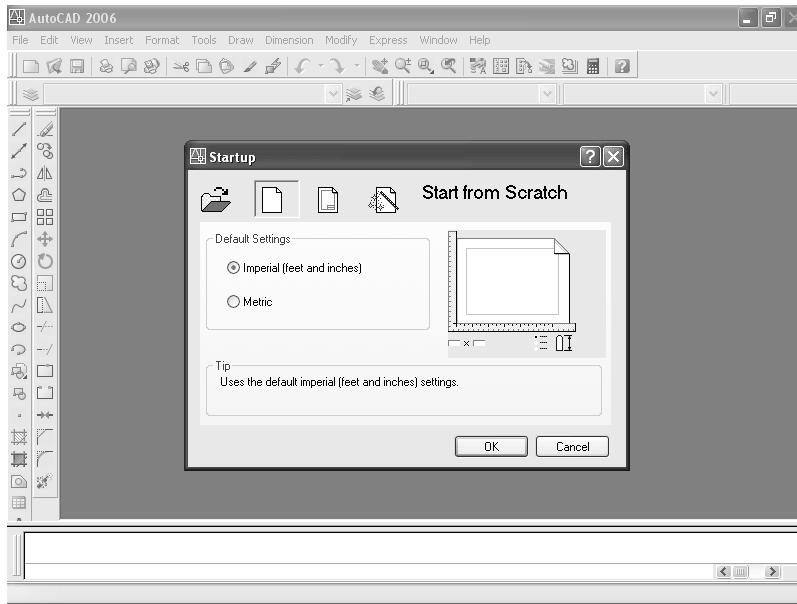 AutoCAD 2006
File Edit View Insert Format Tools Draw Dimension Modify Express Window Help
Startup
Start from Scratch
Default Settings
Imperial (feet and inches)
Metric
Tip
Uses the default imperial (feet and inches) settings.
OK Cancel